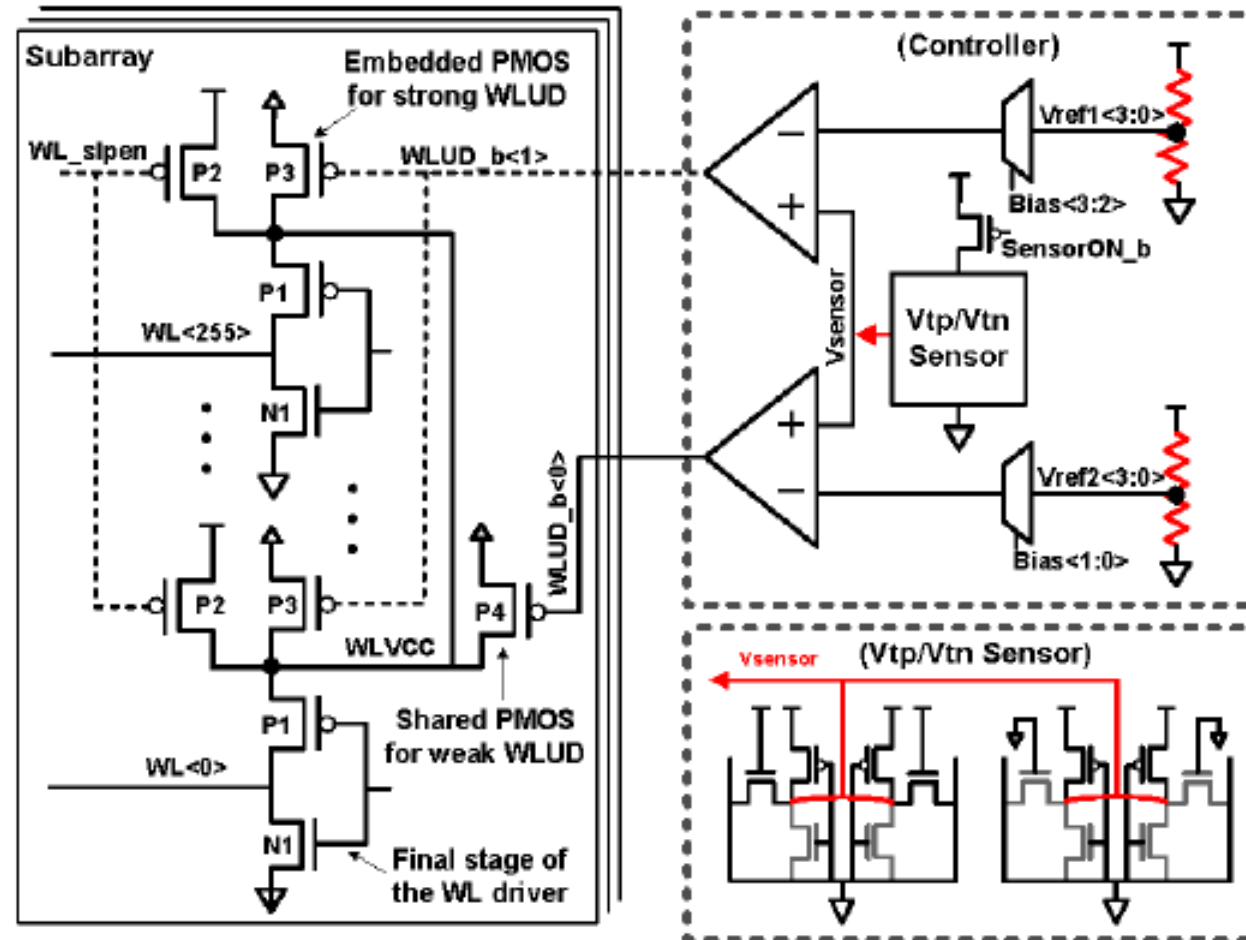 Subarray
Embedded PMOS
for strong WLUD
WL_slpen
P2
P3
WLUD_b<1>
P1
WL<255>
N1
P2
P3
P4
WLUD_b<0>
WLVCC
P1
Shared PMOS
for weak WLUD
WL<0>
N1
Final stage of
the WL driver
(Controller)
Vref1<3:0>
Bias<3:2>
SensorON_b
Vsensor
Vtp/Vtn
Sensor
Vref2<3:0>
Bias<1:0>
Vsensor
(Vtp/Vtn Sensor)